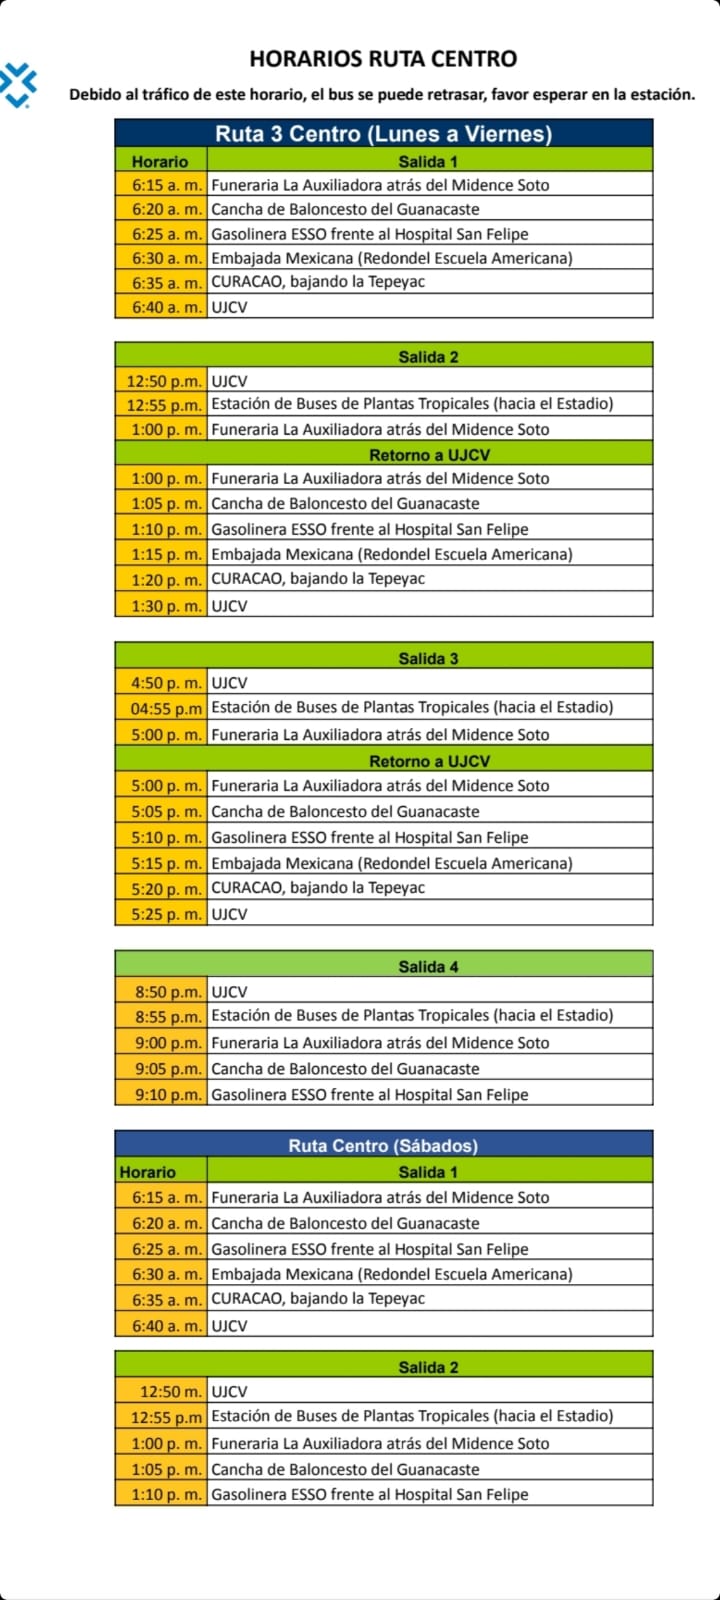 HORARIOS RUTA CENTRO
Debido al tráfico de este horario, el bus se puede retrasar, favor esperar en la estación.
Ruta 3 Centro (Lunes a Viernes)
Horario Salida 1
6:15 a. m. Funeraria La Auxiliadora atrás del Midence Soto
6:20 a. m. Cancha de Baloncesto del Guanacaste
6:25 a. m. Gasolinera ESSO frente al Hospital San Felipe
6:30 a. m. Embajada Mexicana (Redondel Escuela Americana)
6:35 a. m. CURACAO, bajando la Tepeyac
6:40 a. m. UJCV
Salida 2
12:50 p.m. UJCV
12:55 p.m. Estación de Buses de Plantas Tropicales (hacia el Estadio)
1:00 p. m. Funeraria La Auxiliadora atrás del Midence Soto
Retorno a UJCV
1:00 p. m. Funeraria La Auxiliadora atrás del Midence Soto
1:05 p. m. Cancha de Baloncesto del Guanacaste
1:10 p. m. Gasolinera ESSO frente al Hospital San Felipe
1:15 p. m. Embajada Mexicana (Redondel Escuela Americana)
1:20 p. m. CURACAO, bajando la Tepeyac
1:30 p. m. UJCV
Salida 3
4:50 p. m. UJCV
04:55 p.m Estación de Buses de Plantas Tropicales (hacia el Estadio)
5:00 p. m. Funeraria La Auxiliadora atrás del Midence Soto
Retorno a UJCV
5:00 p. m. Funeraria La Auxiliadora atrás del Midence Soto
5:05 p. m. Cancha de Baloncesto del Guanacaste
5:10 p. m. Gasolinera ESSO frente al Hospital San Felipe
5:15 p. m. Embajada Mexicana (Redondel Escuela Americana)
5:20 p. m. CURACAO, bajando la Tepeyac
5:25 p. m. UJCV
Salida 4
8:50 p.m. UJCV
8:55 p.m. Estación de Buses de Plantas Tropicales (hacia el Estadio)
9:00 p.m. Funeraria La Auxiliadora atrás del Midence Soto
9:05 p.m. Cancha de Baloncesto del Guanacaste
9:10 p.m. Gasolinera ESSO frente al Hospital San Felipe
Ruta Centro (Sábados)
Horario Salida 1
6:15 a. m. Funeraria La Auxiliadora atrás del Midence Soto
6:20 a. m. Cancha de Baloncesto del Guanacaste
6:25 a. m. Gasolinera ESSO frente al Hospital San Felipe
6:30 a. m. Embajada Mexicana (Redondel Escuela Americana)
6:35 a. m. CURACAO, bajando la Tepeyac
6:40 a. m. UJCV
Salida 2
12:50 m. UJCV
12:55 p.m Estación de Buses de Plantas Tropicales (hacia el Estadio)
1:00 p. m. Funeraria La Auxiliadora atrás del Midence Soto
1:05 p. m. Cancha de Baloncesto del Guanacaste
1:10 p. m. Gasolinera ESSO frente al Hospital San Felipe